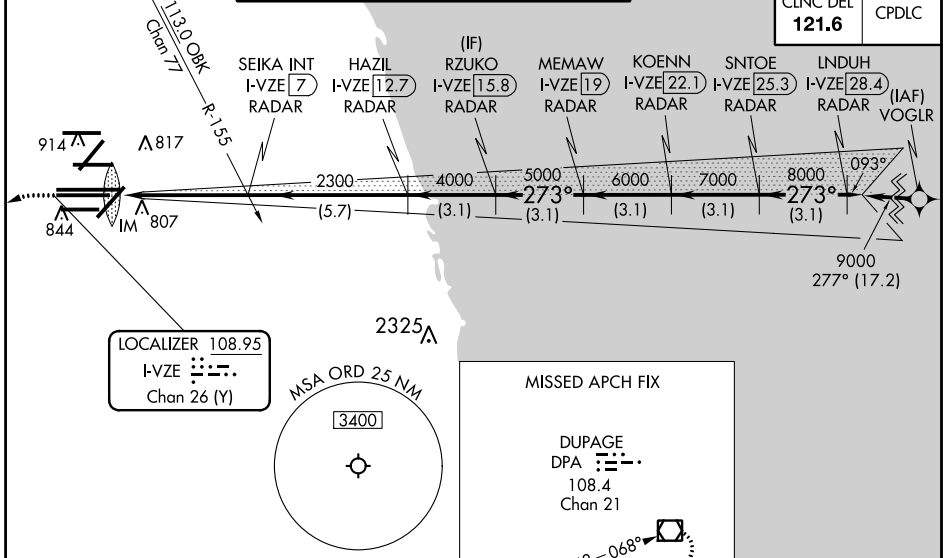 CLNC DEL
121.6
CPDLC
113.0 OBK
Chan 77
R-155
SEIKA INT
I-VZE 7
RADAR
HAZIL
I-VZE 12.7
RADAR
(IF)
RZUKO
I-VZE 15.8
RADAR
MEMAW
I-VZE 19
RADAR
KOENN
I-VZE 22.1
RADAR
SNTOE
I-VZE 25.3
RADAR
LNDUH
I-VZE 28.4
RADAR
(IAF)
VOGLR
914
817
093°
2300
4000
5000
6000
7000
8000
273°
273°
(5.7)
(3.1)
(3.1)
(3.1)
(3.1)
(3.1)
844
IM
807
9000
277° (17.2)
LOCALIZER 108.95
I-VZE
Chan 26 (Y)
2325
MSA ORD 25 NM
3400
MISSED APCH FIX
DUPAGE
DPA
108.4
Chan 21
068°